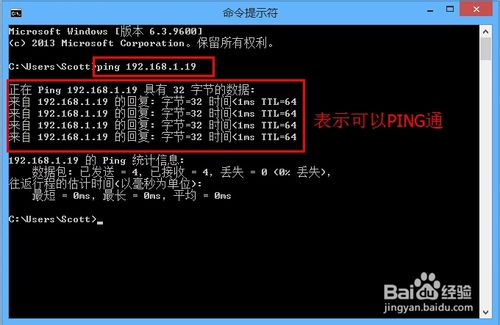 命令提示符
Microsoft Windows [版本 6.3.9600]
(c) 2013 Microsoft Corporation。保留所有权利。
C:\Users\Scott>ping 192.168.1.19
正在 Ping 192.168.1.19 具有 32 字节的数据:
来自 192.168.1.19 的回复: 字节=32 时间<1ms TTL=64
来自 192.168.1.19 的回复: 字节=32 时间<1ms TTL=64
来自 192.168.1.19 的回复: 字节=32 时间<1ms TTL=64
来自 192.168.1.19 的回复: 字节=32 时间<1ms TTL=64
表示可以PING通
192.168.1.19 的 Ping 统计信息:
数据包: 已发送 = 4，已接收 = 4，丢失 = 0 (0% 丢失)，
往返行程的估计时间(以毫秒为单位):
最短 = 0ms，最长 = 0ms，平均 = 0ms
C:\Users\Scott>_
Baidu经验
jingyan.baidu.com